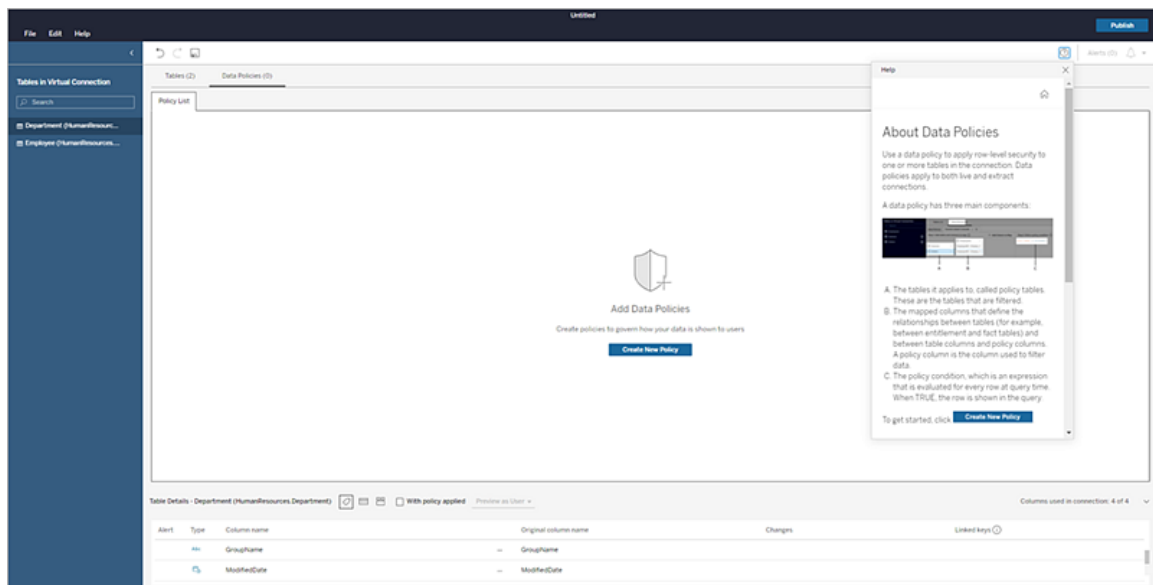 Untitled
File Edit Help
Publish
Alerts (0)
Tables in Virtual Connection
Search
Department (HumanResourc...
Employee (HumanResources....
Tables (2) Data Policies (0)
Policy List
Add Data Policies
Create policies to govern how your data is shown to users
Create New Policy
Help
About Data Policies
Use a data policy to apply row-level security to
one or more tables in the connection. Data
policies apply to both live and extract
connections.
A data policy has three main components:
A B C
A. The tables it applies to, called policy tables.
These are the tables that are filtered.
B. The mapped columns that define the
relationships between tables (for example,
between entitlement and fact tables) and
between table columns and policy columns.
A policy column is the column used to filter
data.
C. The policy condition, which is an expression
that is evaluated for every row at query time.
When TRUE, the row is shown in the query.
To get started, click Create New Policy
Table Details - Department (HumanResources.Department) With policy applied Preview as User Columns used in connection: 4 of 4
Alert Type Column name Original column name Changes Linked keys
Abc GroupName ... GroupName
ModifiedDate ... ModifiedDate